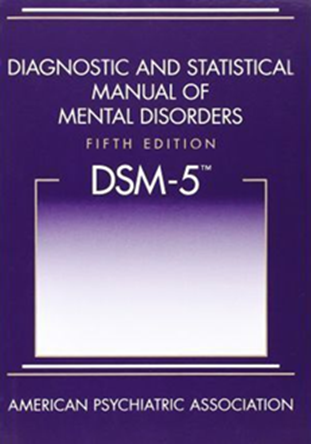 DIAGNOSTIC AND STATISTICAL
MANUAL OF
MENTAL DISORDERS
FIFTH EDITION
DSM-5™
AMERICAN PSYCHIATRIC ASSOCIATION